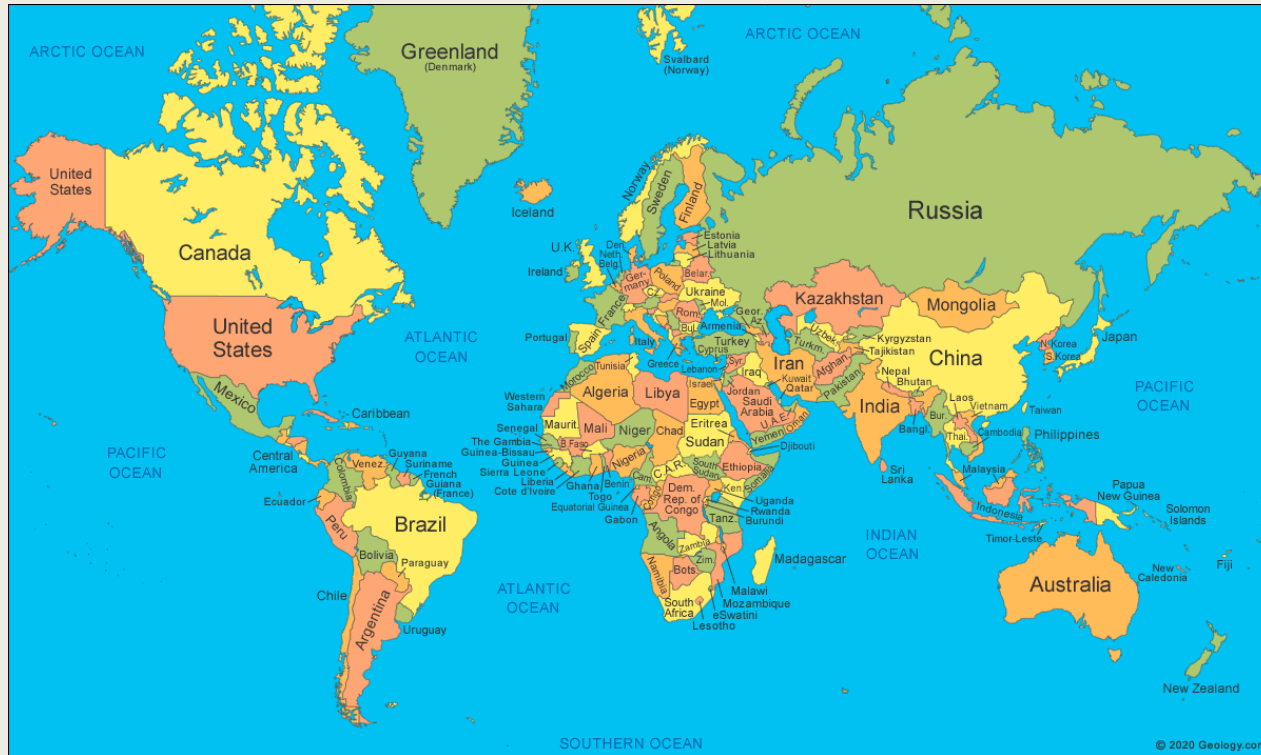 ARCTIC OCEAN
Greenland
(Denmark)
Svalbard
(Norway)
ARCTIC OCEAN
United
States
Canada
Iceland
Norway
Sweden
Finland
Russia
U.K.
Ireland
Den.
Neth.
Belg.
Estonia
Latvia
Lithuania
Ger-
many
Poland
Belar.
Cz.
Ukraine
Mol.
France
Rom.
Bul.
Spain
Portugal
Italy
Greece
Geor.
Az.
Armenia
Turkey
Cyprus
Lebanon
Syr.
Iraq
Israel
Kazakhstan
Mongolia
Uzbek.
Turkm.
Kyrgyzstan
Tajikistan
China
N. Korea
S. Korea
Japan
United
States
ATLANTIC
OCEAN
PACIFIC
OCEAN
Mexico
Caribbean
Central
America
PACIFIC
OCEAN
Morocco
Tunisia
Algeria
Libya
Egypt
Western
Sahara
Maurit.
Mali
Niger
Chad
Eritrea
Sudan
Senegal
The Gambia
Guinea-Bissau
Guinea
Sierra Leone
Liberia
Cote d'Ivoire
B.Faso
Ghana
Togo
Benin
Nigeria
Cam.
Equatorial Guinea
Gabon
Congo
C.A.R.
South
Sudan
Ethiopia
Somalia
Djibouti
Ken.
Uganda
Rwanda
Burundi
Dem.
Rep. of
Congo
Tanz.
Angola
Zambia
Malawi
Mozambique
Zim.
Bots.
Namibia
South
Africa
eSwatini
Lesotho
Madagascar
Jordan
Saudi
Arabia
Kuwait
Qatar
U.A.E.
Oman
Yemen
Iran
Afghan.
Pakistan
India
Nepal
Bhutan
Bangl.
Bur.
Sri
Lanka
Laos
Vietnam
Thai.
Cambodia
Taiwan
Philippines
Malaysia
Indonesia
Timor-Leste
Papua
New Guinea
Solomon
Islands
Fiji
New
Caledonia
INDIAN
OCEAN
Australia
New Zealand
Venez.
Guyana
Suriname
French
Guiana
(France)
Colombia
Ecuador
Peru
Brazil
Bolivia
Paraguay
Chile
Argentina
Uruguay
ATLANTIC
OCEAN
SOUTHERN OCEAN
© 2020 Geology.com